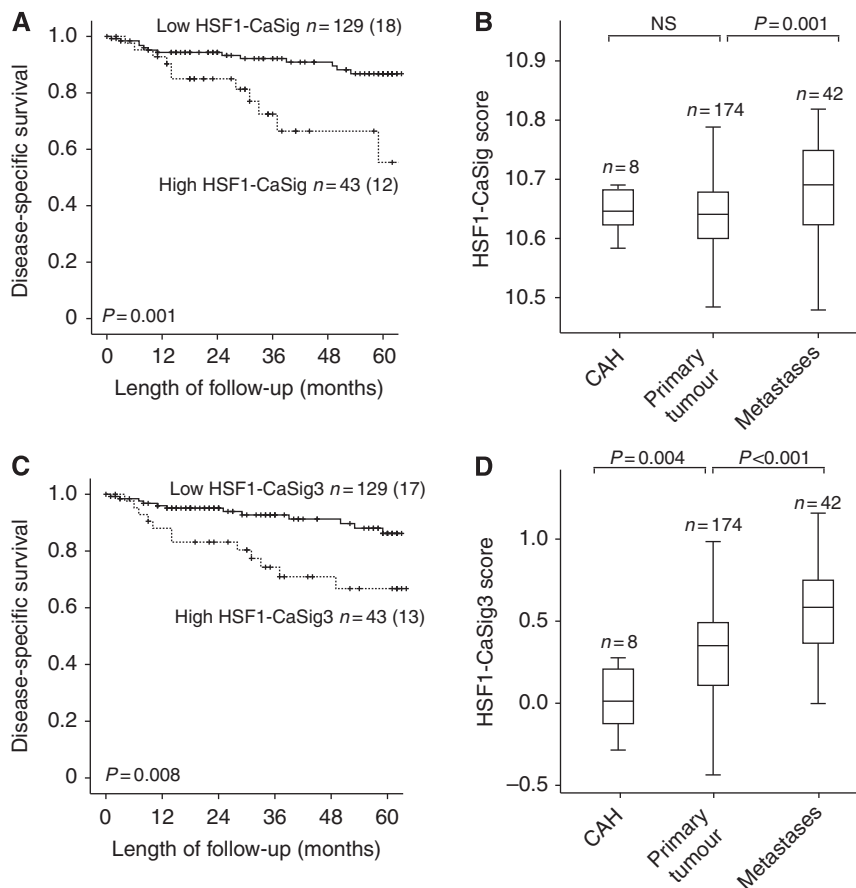 A
Low HSF1-CaSig n=129 (18)
1.0
0.8
0.6
0.4
0.2
0
Disease-specific survival
High HSF1-CaSig n=43 (12)
P=0.001
0 12 24 36 48 60
Length of follow-up (months)
B
NS
P=0.001
10.9
10.8
10.7
10.6
10.5
HSF1-CaSig score
n=8
n=174
n=42
CAH
Primary
tumour
Metastases
C
Low HSF1-CaSig3 n=129 (17)
1.0
0.8
0.6
0.4
0.2
0
Disease-specific survival
High HSF1-CaSig3 n=43 (13)
P=0.008
0 12 24 36 48 60
Length of follow-up (months)
D
P=0.004
P<0.001
1.0
0.5
0.0
–0.5
HSF1-CaSig3 score
n=8
n=174
n=42
CAH
Primary
tumour
Metastases